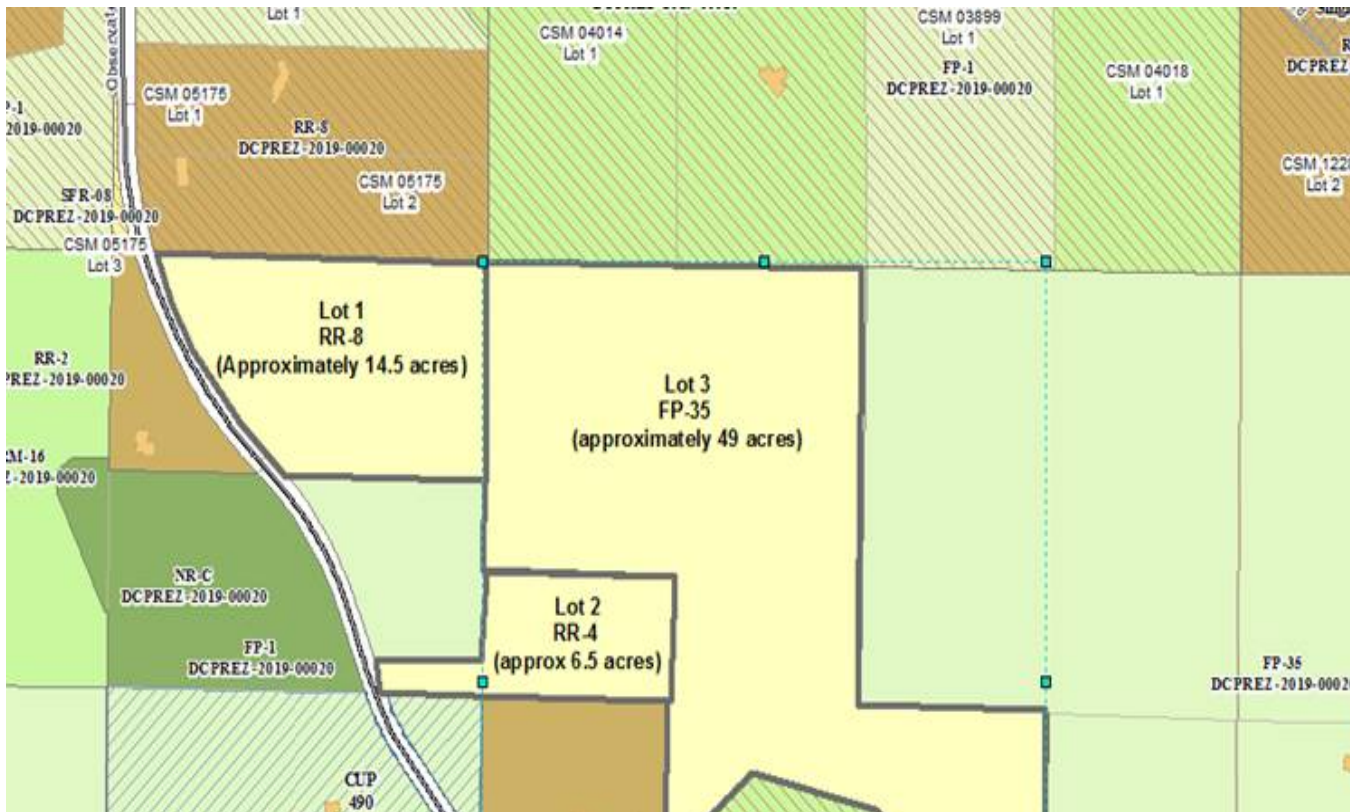 Lot 1
CSM 04014
Lot 1
CSM 03899
Lot 1
FP-1
DCPREZ-2019-00020
CSM 04018
Lot 1
DCPREZ
CSM 05175
Lot 1
RR-8
DCPREZ-2019-00020
CSM 05175
Lot 2
2019-00020
Lot 2
SFR-08
DCPREZ-2019-00020
CSM 05175
Lot 3
Lot 1
RR-8
(Approximately 14.5 acres)
RR-2
PREZ-2019-00020
Lot 3
FP-35
(approximately 49 acres)
-2019-00020
NR-C
DCPREZ-2019-00020
FP-1
DCPREZ-2019-00020
Lot 2
RR-4
(approx 6.5 acres)
FP-35
DCPREZ-2019-0002
CUP
490